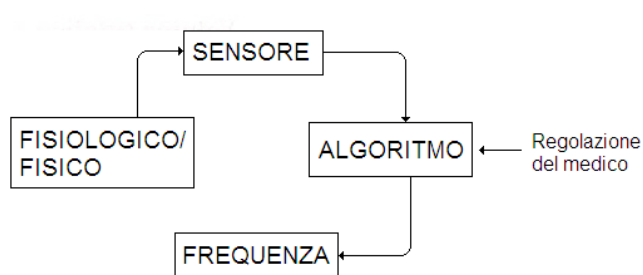 SENSORE
FISIOLOGICO/
FISICO
ALGORITMO
Regolazione
del medico
FREQUENZA